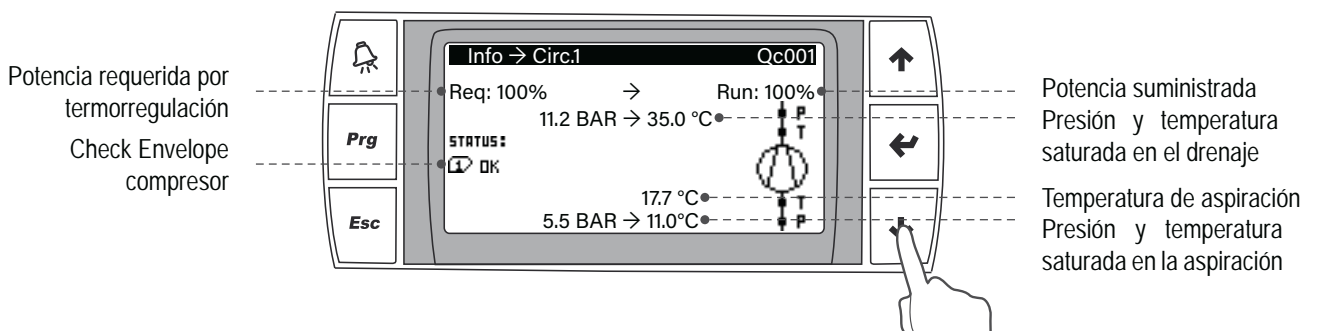 Potencia requerida por
termorregulación
Check Envelope
compresor
Prg
Esc
Info → Circ.1 Qc001
Req: 100% → Run: 100%
11.2 BAR → 35.0 °C
P
T
STATUS:
1 OK
17.7 °C
T
5.5 BAR → 11.0°C
P
Potencia suministrada
Presión y temperatura
saturada en el drenaje
Temperatura de aspiración
Presión y temperatura
saturada en la aspiración